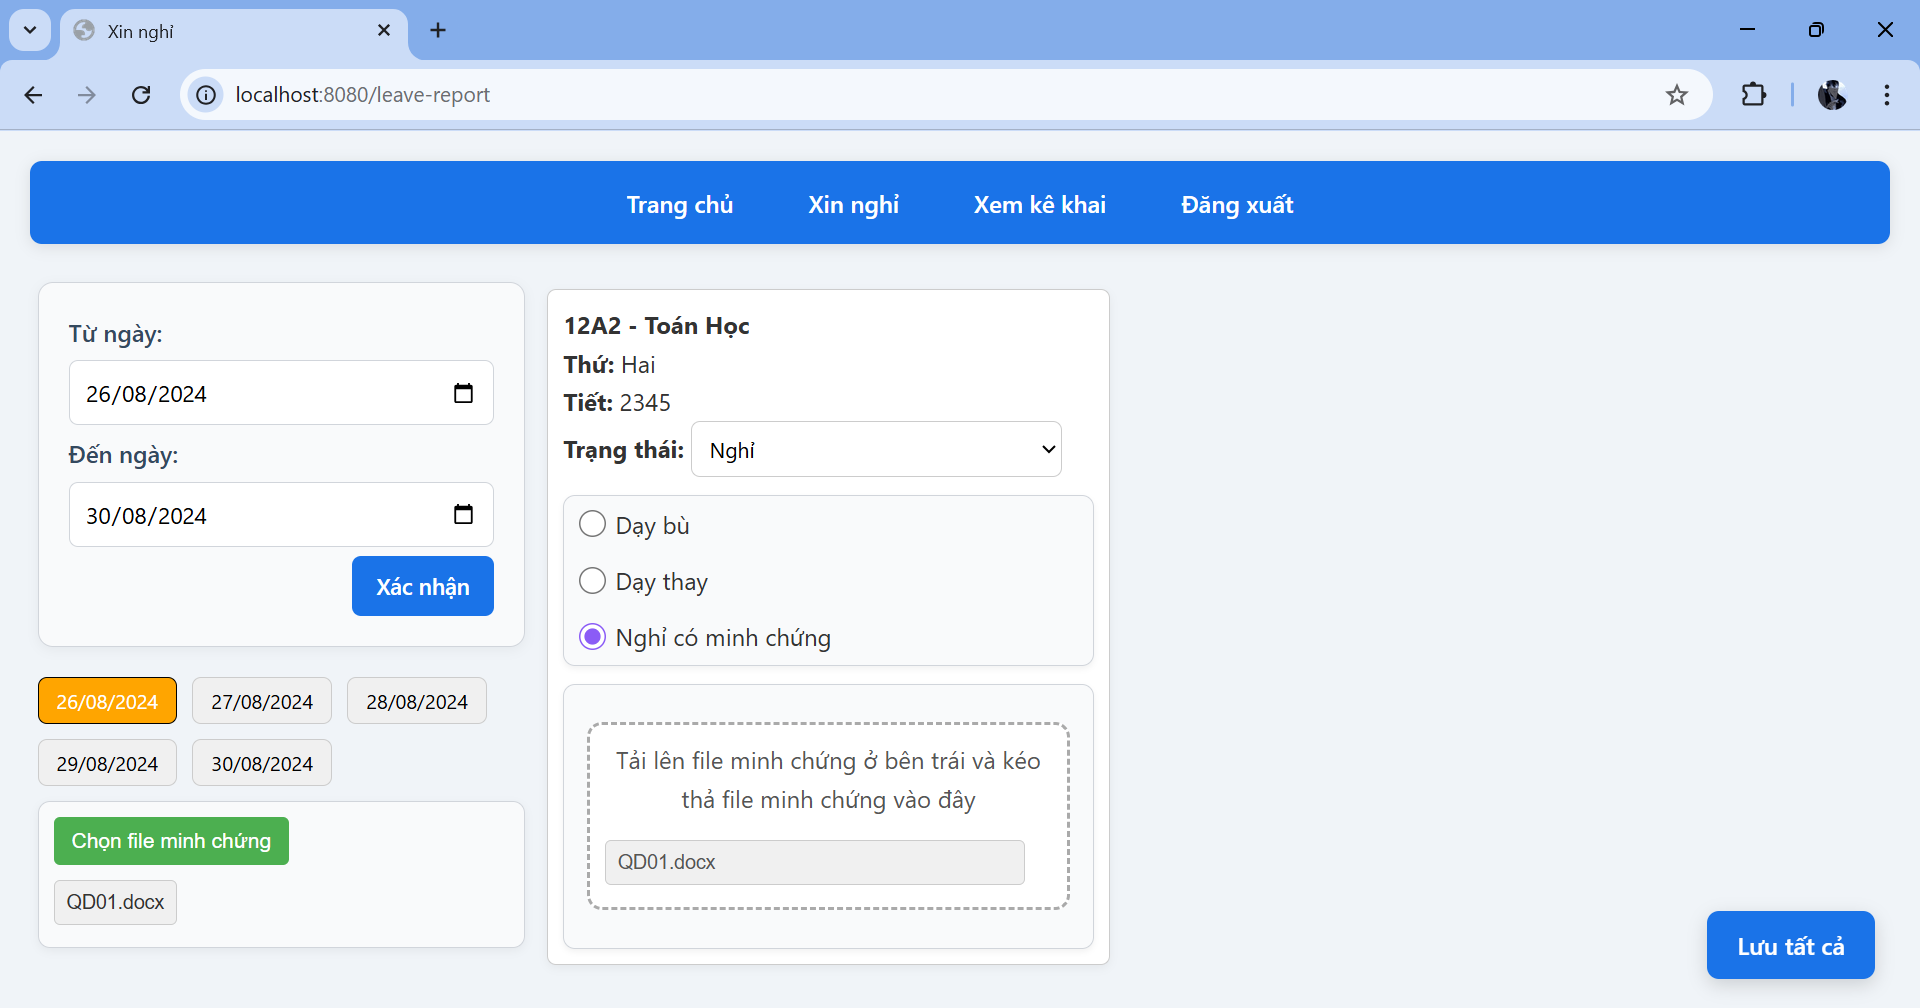 Xin nghỉ
localhost:8080/leave-report
Trang chủ Xin nghỉ Xem kê khai Đăng xuất
Từ ngày:
26/08/2024
Đến ngày:
30/08/2024
Xác nhận
26/08/2024 27/08/2024 28/08/2024
29/08/2024 30/08/2024
Chọn file minh chứng
QD01.docx
12A2 - Toán Học
Thứ: Hai
Tiết: 2345
Trạng thái: Nghỉ
Dạy bù
Dạy thay
Nghỉ có minh chứng
Tải lên file minh chứng ở bên trái và kéo
thả file minh chứng vào đây
QD01.docx
Lưu tất cả